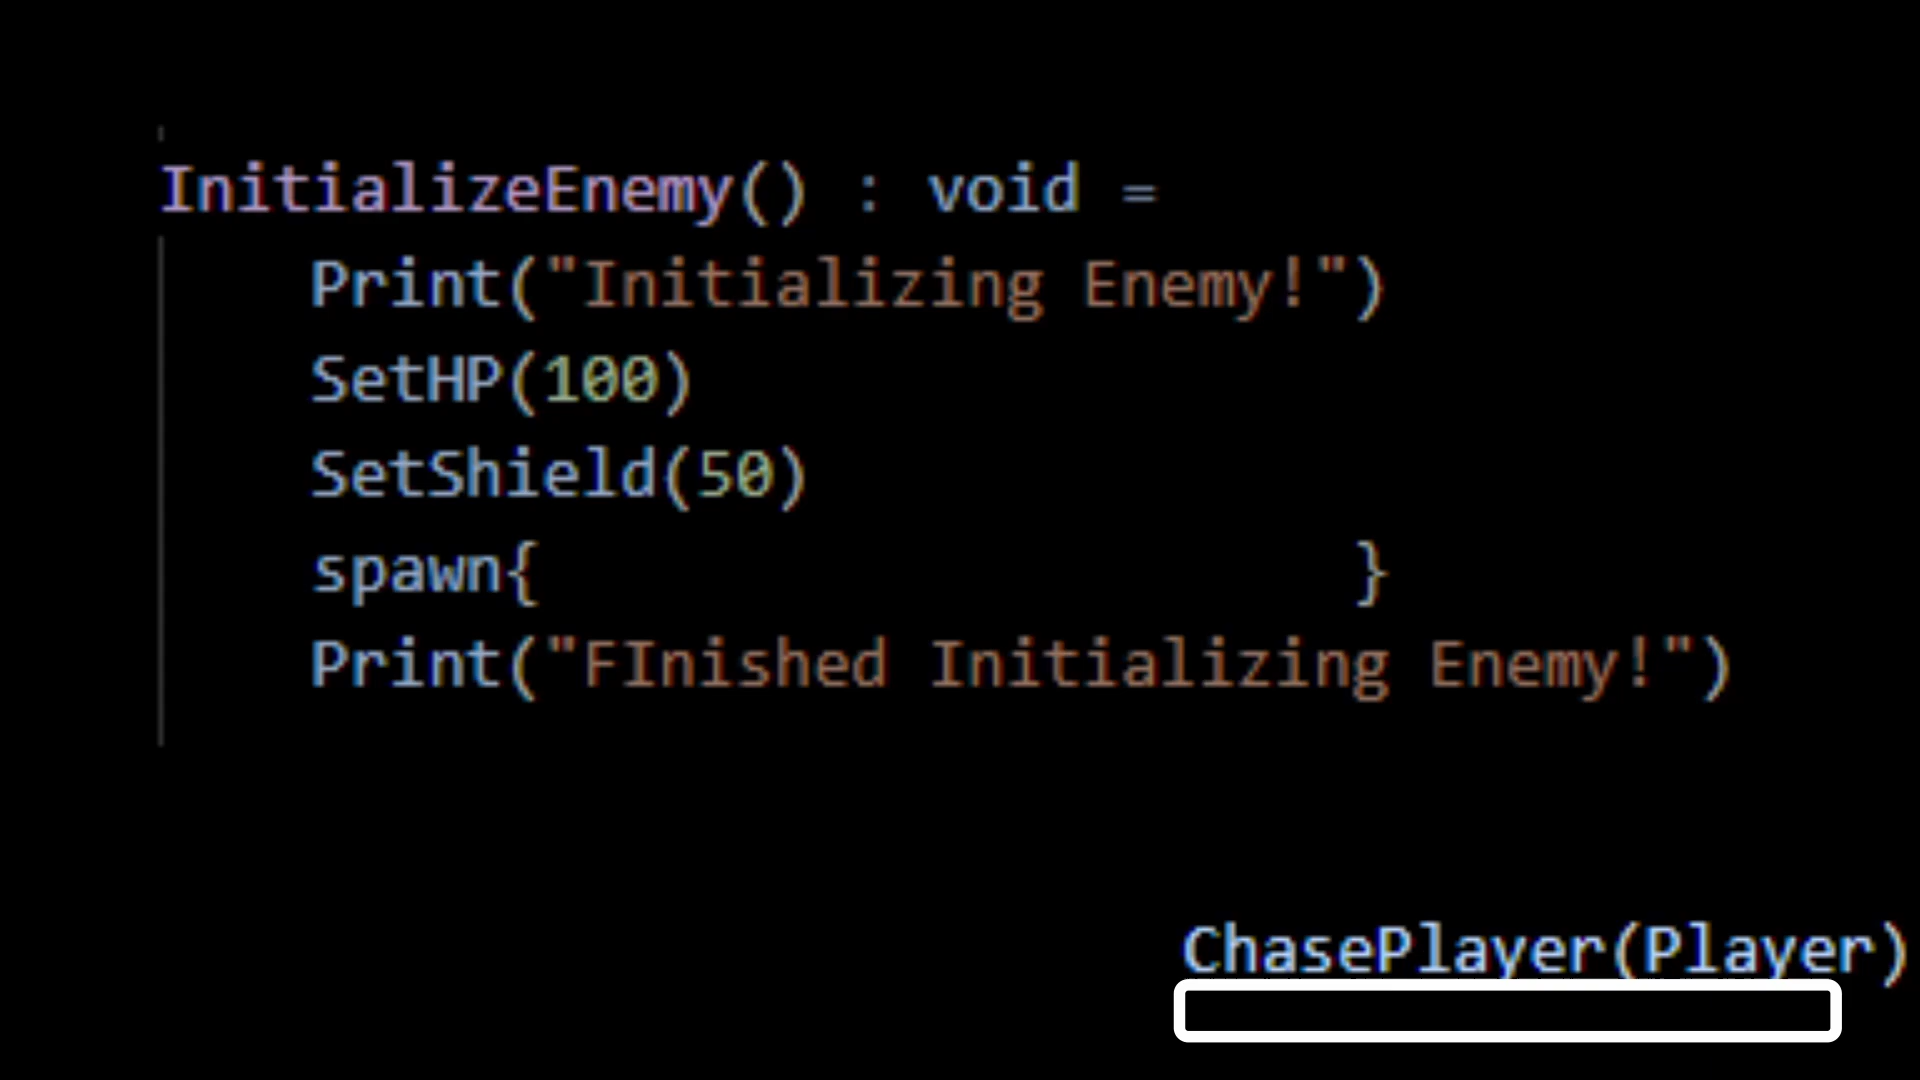 InitializeEnemy() : void =
Print("Initializing Enemy!")
SetHP(100)
SetShield(50)
spawn{ }
Print("FInished Initializing Enemy!")
ChasePlayer(Player)